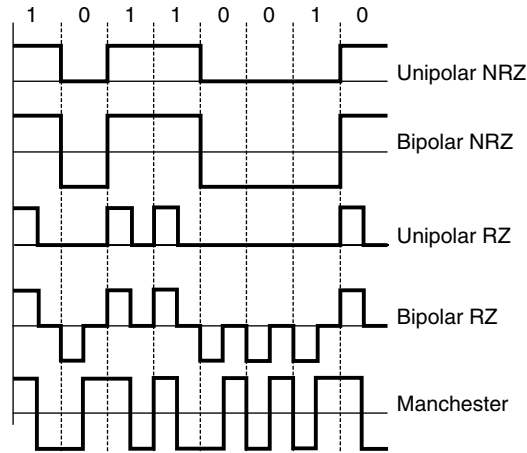 1 0 1 1 0 0 1 0
Unipolar NRZ
Bipolar NRZ
Unipolar RZ
Bipolar RZ
Manchester